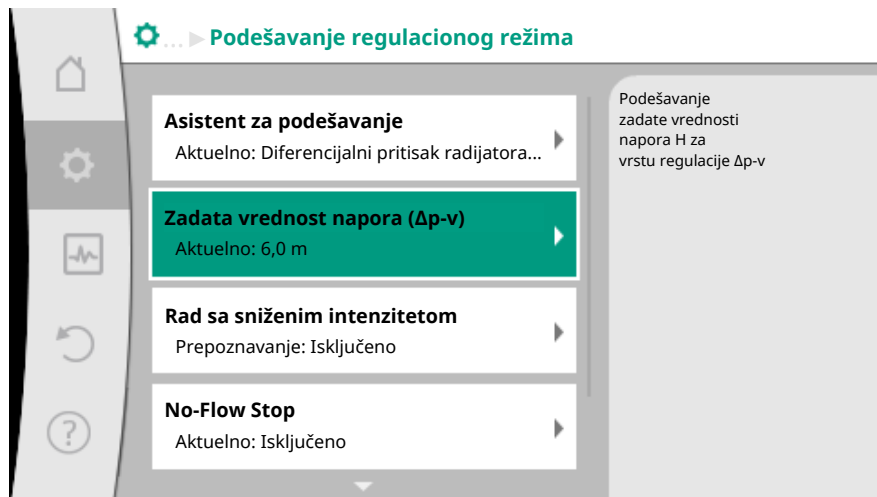 ... Podešavanje regulacionog režima
Asistent za podešavanje
Aktuelno: Diferencijalni pritisak radijatora...
Zadata vrednost napora (Δp-v)
Aktuelno: 6,0 m
Rad sa sniženim intenzitetom
Prepoznavanje: Isključeno
No-Flow Stop
Aktuelno: Isključeno
Podešavanje
zadate vrednosti
napora H za
vrstu regulacije Δp-v